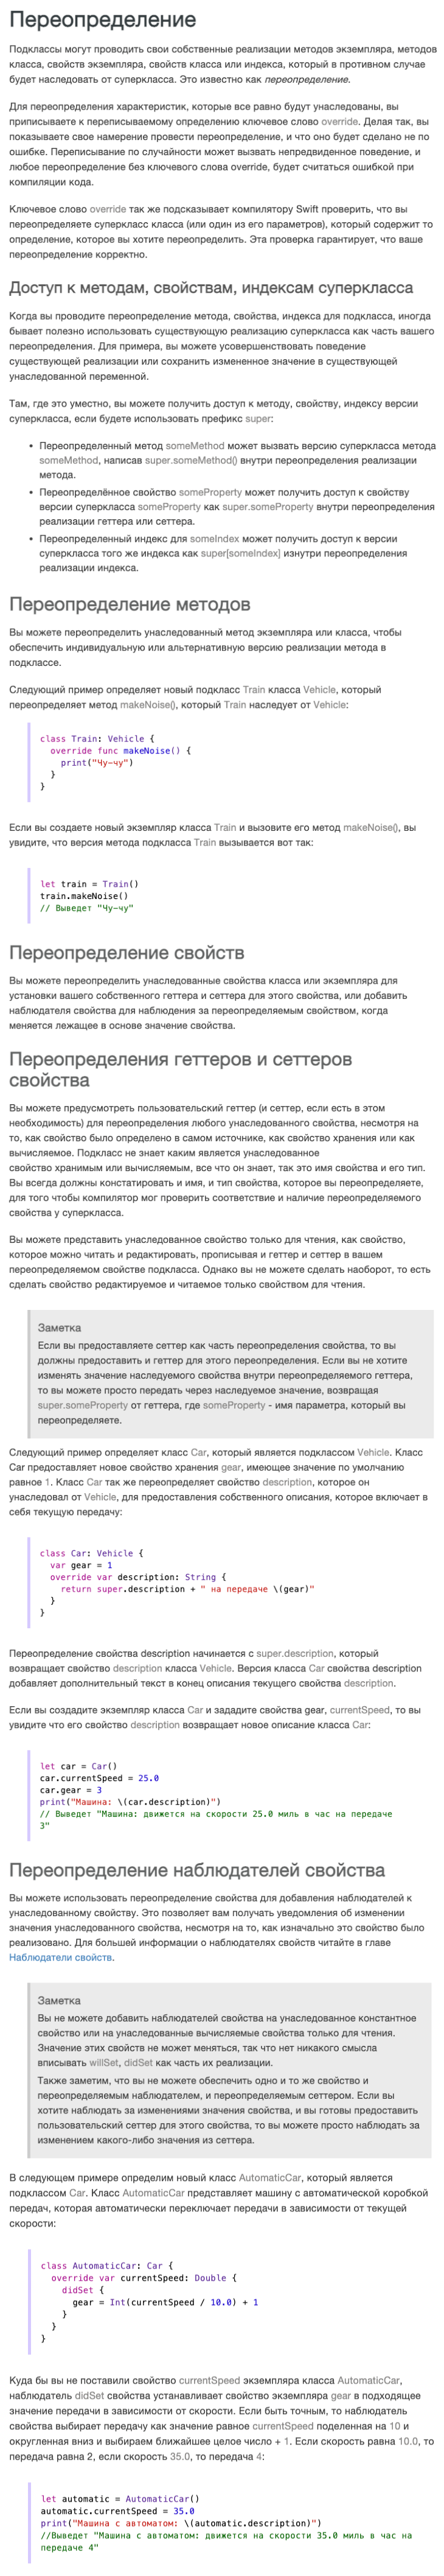 Переопределение
Подклассы могут проводить свои собственные реализации методов экземпляра, методов
класса, свойств экземпляра, свойств класса или индекса, который в противном случае
будет наследовать от суперкласса. Это известно как переопределение.
Для переопределения характеристик, которые все равно будут унаследованы, вы
приписываете к переписываемому определению ключевое слово override. Делая так, вы
показываете свое намерение провести переопределение, и что оно будет сделано не по
ошибке. Переписывание по случайности может вызвать непредвиденное поведение, и
любое переопределение без ключевого слова override, будет считаться ошибкой при
компиляции кода.
Ключевое слово override так же подсказывает компилятору Swift проверить, что вы
переопределяете суперкласс класса (или один из его параметров), который содержит то
определение, которое вы хотите переопределить. Эта проверка гарантирует, что ваше
переопределение корректно.
Доступ к методам, свойствам, индексам суперкласса
Когда вы проводите переопределение метода, свойства, индекса для подкласса, иногда
бывает полезно использовать существующую реализацию суперкласса как часть вашего
переопределения. Для примера, вы можете усовершенствовать поведение
существующей реализации или сохранить измененное значение в существующей
унаследованной переменной.
Там, где это уместно, вы можете получить доступ к методу, свойству, индексу версии
суперкласса, если будете использовать префикс super:
• Переопределенный метод someMethod может вызвать версию суперкласса метода
someMethod, написав super.someMethod() внутри переопределения реализации
метода.
• Переопределённое свойство someProperty может получить доступ к свойству
версии суперкласса someProperty как super.someProperty внутри переопределения
реализации геттера или сеттера.
• Переопределенный индекс для someIndex может получить доступ к версии
суперкласса того же индекса как super[someIndex] изнутри переопределения
реализации индекса.
Переопределение методов
Вы можете переопределить унаследованный метод экземпляра или класса, чтобы
обеспечить индивидуальную или альтернативную версию реализации метода в
подклассе.
Следующий пример определяет новый подкласс Train класса Vehicle, который
переопределяет метод makeNoise(), который Train наследует от Vehicle:
class Train: Vehicle {
override func makeNoise() {
print("Чу-чу")
}
}
Если вы создаете новый экземпляр класса Train и вызовите его метод makeNoise(), вы
увидите, что версия метода подкласса Train вызывается вот так:
let train = Train()
train.makeNoise()
// Выведет "Чу-чу"
Переопределение свойств
Вы можете переопределить унаследованные свойства класса или экземпляра для
установки вашего собственного геттера и сеттера для этого свойства, или добавить
наблюдателя свойства для наблюдения за переопределяемым свойством, когда
меняется лежащее в основе значение свойства.
Переопределения геттеров и сеттеров
свойства
Вы можете предусмотреть пользовательский геттер (и сеттер, если есть в этом
необходимость) для переопределения любого унаследованного свойства, несмотря на
то, как свойство было определено в самом источнике, как свойство хранения или как
вычисляемое. Подкласс не знает каким является унаследованное
свойство хранимым или вычисляемым, все что он знает, так это имя свойства и его тип.
Вы всегда должны констатировать и имя, и тип свойства, которое вы переопределяете,
для того чтобы компилятор мог проверить соответствие и наличие переопределяемого
свойства у суперкласса.
Вы можете представить унаследованное свойство только для чтения, как свойство,
которое можно читать и редактировать, прописывая и геттер и сеттер в вашем
переопределяемом свойстве подкласса. Однако вы не можете сделать наоборот, то есть
сделать свойство редактируемое и читаемое только свойством для чтения.
Заметка
Если вы предоставляете сеттер как часть переопределения свойства, то вы
должны предоставить и геттер для этого переопределения. Если вы не хотите
изменять значение наследуемого свойства внутри переопределяемого геттера,
то вы можете просто передать через наследуемое значение, возвращая
super.someProperty от геттера, где someProperty - имя параметра, который вы
переопределяете.
Следующий пример определяет класс Car, который является подклассом Vehicle. Класс
Car предоставляет новое свойство хранения gear, имеющее значение по умолчанию
равное 1. Класс Car так же переопределяет свойство description, которое он
унаследовал от Vehicle, для предоставления собственного описания, которое включает в
себя текущую передачу:
class Car: Vehicle {
var gear = 1
override var description: String {
return super.description + " на передаче \(gear)"
}
}
Переопределение свойства description начинается с super.description, который
возвращает свойство description класса Vehicle. Версия класса Car свойства description
добавляет дополнительный текст в конец описания текущего свойства description.
Если вы создадите экземпляр класса Car и зададите свойства gear, currentSpeed, то вы
увидите что его свойство description возвращает новое описание класса Car:
let car = Car()
car.currentSpeed = 25.0
car.gear = 3
print("Машина: \(car.description)")
// Выведет "Машина: движется на скорости 25.0 миль в час на передаче
3"
Переопределение наблюдателей свойства
Вы можете использовать переопределение свойства для добавления наблюдателей к
унаследованному свойству. Это позволяет вам получать уведомления об изменении
значения унаследованного свойства, несмотря на то, как изначально это свойство было
реализовано. Для большей информации о наблюдателях свойств читайте в главе
Наблюдатели свойств.
Заметка
Вы не можете добавить наблюдателей свойства на унаследованное константное
свойство или на унаследованные вычисляемые свойства только для чтения.
Значение этих свойств не может меняться, так что нет никакого смысла
вписывать willSet, didSet как часть их реализации.
Также заметим, что вы не можете обеспечить одно и то же свойство и
переопределяемым наблюдателем, и переопределяемым сеттером. Если вы
хотите наблюдать за изменениями значения свойства, и вы готовы предоставить
пользовательский сеттер для этого свойства, то вы можете просто наблюдать за
изменением какого-либо значения из сеттера.
В следующем примере определим новый класс AutomaticCar, который является
подклассом Car. Класс AutomaticCar представляет машину с автоматической коробкой
передач, которая автоматически переключает передачи в зависимости от текущей
скорости:
class AutomaticCar: Car {
override var currentSpeed: Double {
didSet {
gear = Int(currentSpeed / 10.0) + 1
}
}
}
Куда бы вы не поставили свойство currentSpeed экземпляра класса AutomaticCar,
наблюдатель didSet свойства устанавливает свойство экземпляра gear в подходящее
значение передачи в зависимости от скорости. Если быть точным, то наблюдатель
свойства выбирает передачу как значение равное currentSpeed поделенная на 10 и
округленная вниз и выбираем ближайшее целое число + 1. Если скорость равна 10.0, то
передача равна 2, если скорость 35.0, то передача 4:
let automatic = AutomaticCar()
automatic.currentSpeed = 35.0
print("Машина с автоматом: \(automatic.description)")
//Выведет "Машина с автоматом: движется на скорости 35.0 миль в час на
передаче 4"